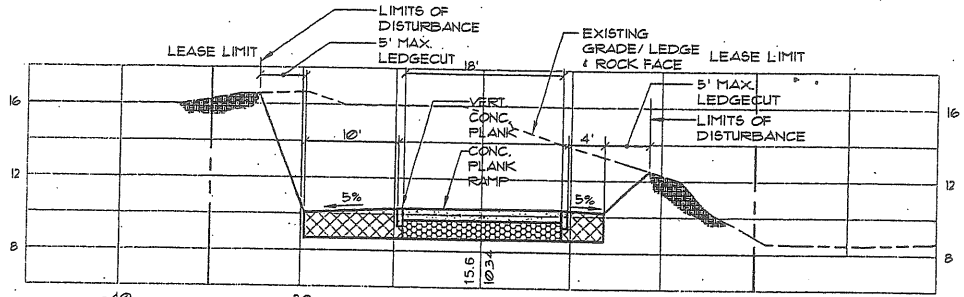 LIMITS OF
DISTURBANCE
LEASE LIMIT
5' MAX.
LEDGECUT
18'
EXISTING
GRADE/ LEDGE
& ROCK FACE
LEASE LIMIT
5' MAX.
LEDGECUT
LIMITS OF
DISTURBANCE
16
16
VERT.
CONC.
PLANK
10'
4'
CONC.
PLANK
RAMP
12
12
5%
5%
8
8
15.6
10.34